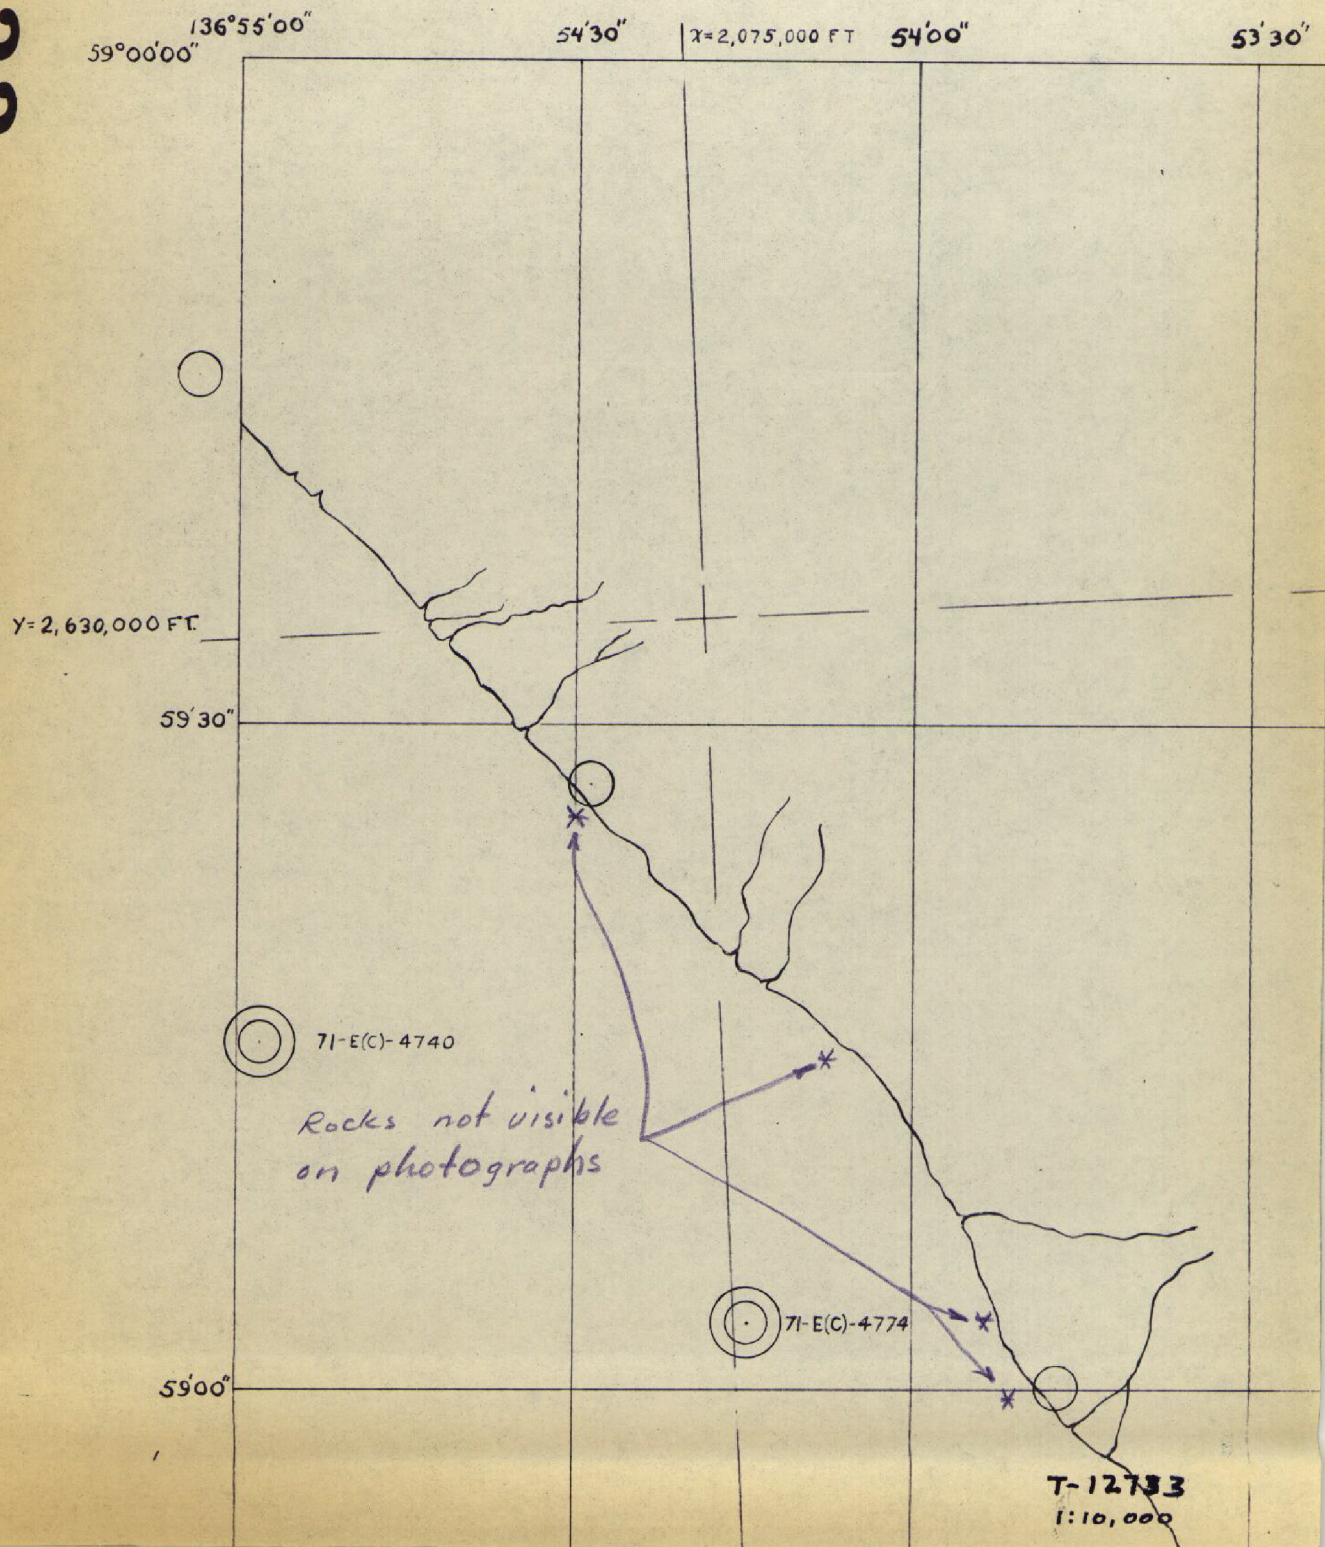 136°55'00" 54'30" x=2,075,000 FT 54'00" 53'30"
59°00'00"
Y=2,630,000 FT.
59'30"
71-E(C)-4740
Rocks not visible
on photographs
71-E(C)-4774
59'00"
T-12733
1:10,000